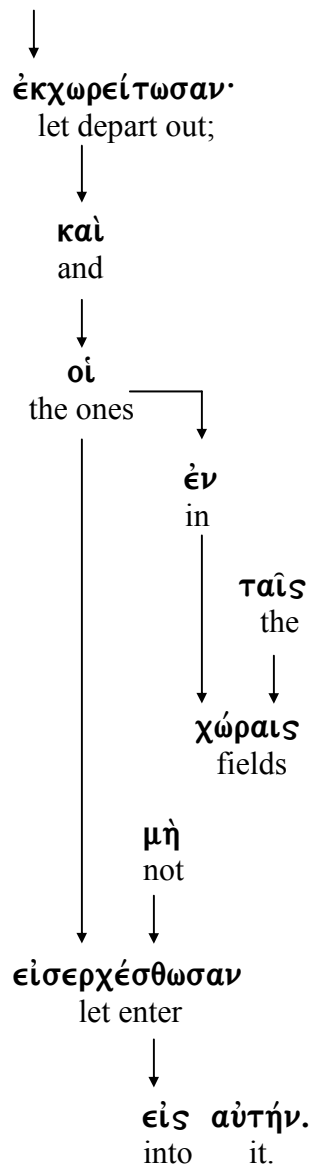 ἐκχωρείτωσαν·
let depart out;
καὶ
and
οἱ
the ones
ἐν
in
ταῖς
the
χώραις
fields
μὴ
not
εἰσερχέσθωσαν
let enter
εἰς αὐτήν.
into it.